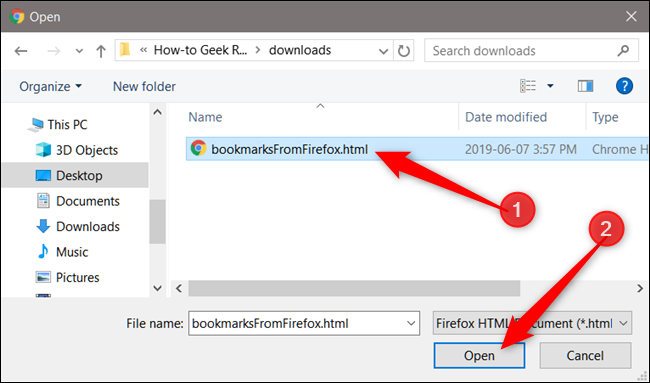 Open
« How-to Geek R... > downloads
Search downloads
Organize
New folder
Name
Date modified
Type
This PC
3D Objects
Desktop
Documents
Downloads
Music
Pictures
bookmarksFromFirefox.html
2019-06-07 3:57 PM
Chrome H
1
2
File name:
bookmarksFromFirefox.html
Firefox HTML Document (*.html
Open
Cancel